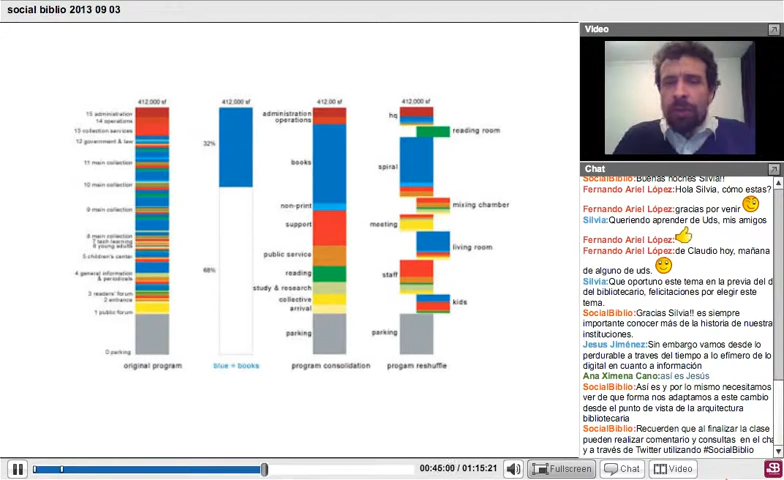 social biblio 2013 09 03
412,000 sf
412,000 sf
412,00 sf
412,000 sf
15 administration
14 operations
13 collection services
12 government & law
11 main collection
10 main collection
9 main collection
8 main collection
7 tech learning
6 young adults
5 children's center
4 general information
& periodicals
3 readers' forum
2 entrance
1 public forum
0 parking
original program
32%
68%
blue = books
administration
operations
books
non-print
support
public service
reading
study & research
collective
arrival
parking
program consolidation
hq
reading room
spiral
mixing chamber
meeting
living room
staff
kids
parking
progam reshuffle
Video
Chat
SocialBiblio:Buenas noches Silvia!!
Fernando Ariel López:Hola Silvia, cómo estas?
Fernando Ariel López:gracias por venir
Silvia:Queriendo aprender de Uds, mis amigos
Fernando Ariel López:
Fernando Ariel López:de Claudio hoy, mañana
de alguno de uds.
Silvia:Que oportuno este tema en la previa del d
del bibliotecario, felicitaciones por elegir este
tema.
SocialBiblio:Gracias Silvia!! es siempre
importante conocer más de la historia de nuestra
instituciones.
Jesus Jiménez:Sin embargo vamos desde lo
perdurable a traves del tiempo a lo efímero de lo
digital en cuanto a información
Ana Ximena Cano:así es Jesús
SocialBiblio:Así es y por lo mismo necesitamos
ver de que forma nos adaptamos a este cambio
desde el punto de vista de la arquitectura
bibliotecaria
SocialBiblio:Recuerden que al finalizar la clase
pueden realizar comentario y consultas en el cha
y a través de Twitter utilizando #SocialBiblio
00:45:00 / 01:15:21
Fullscreen
Chat
Video
SB